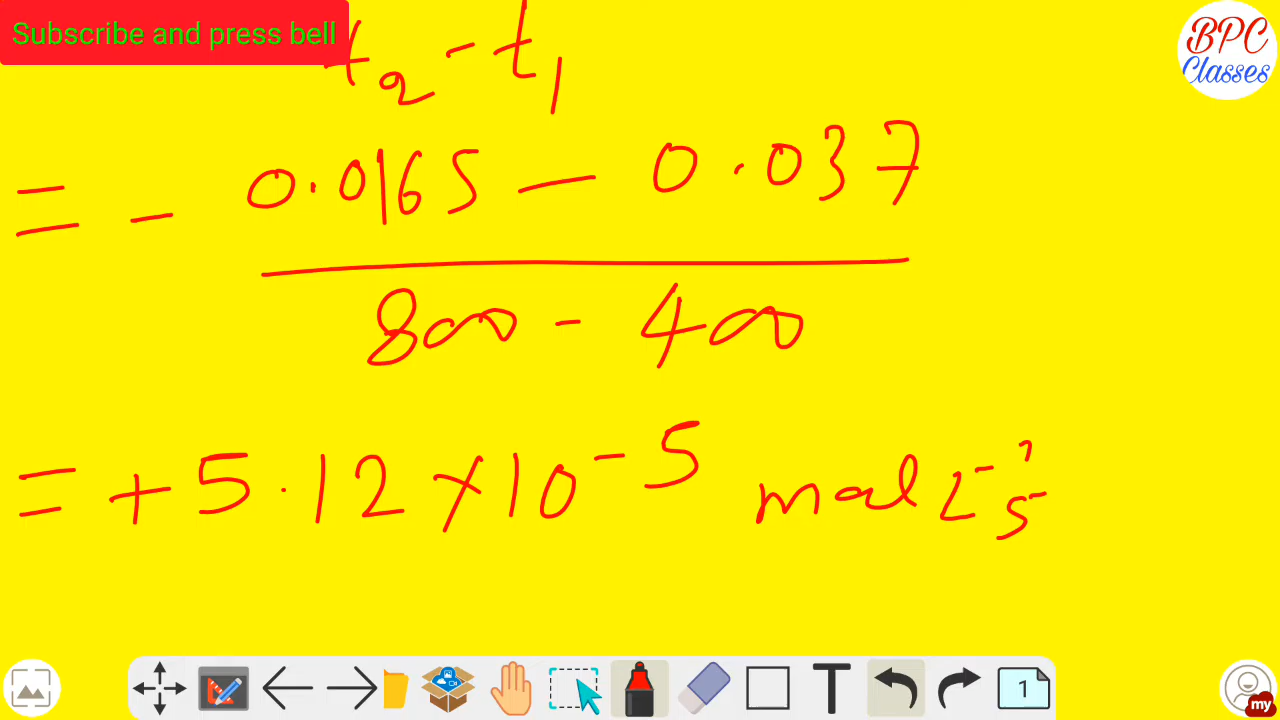 Subscribe and press bell
BPC
Classes
t₂ - t₁
= - 0.0165 - 0.037
800 - 400
= + 5.12 × 10⁻⁵ mol L⁻¹ s⁻
1
my